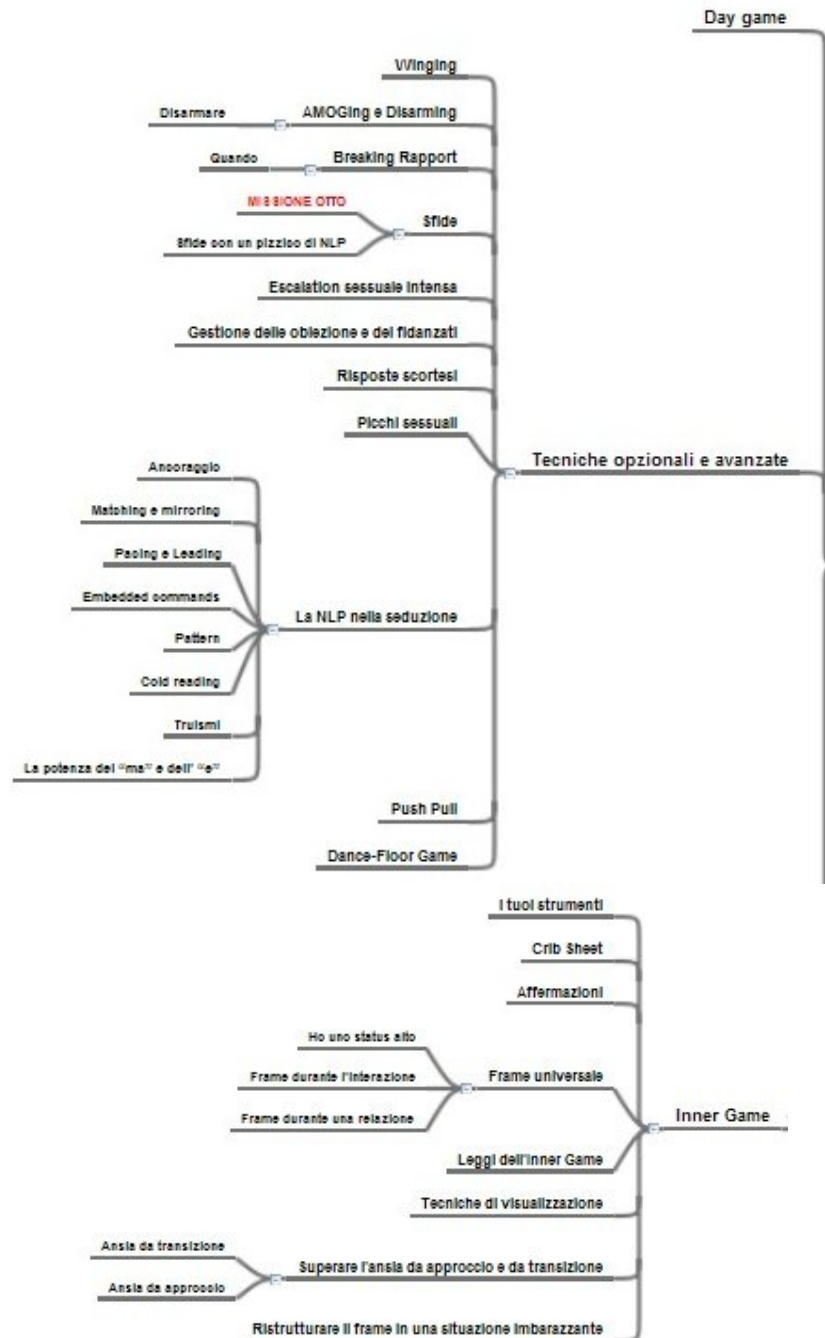 Day game
Winging
Disarmare
AMOGing e Disarming
Quando
Breaking Rapport
MISSIONE OTTO
Sfide
Sfide con un pizzico di NLP
Escalation sessuale intensa
Gestione delle obiezione e dei fidanzati
Risposte scortesi
Picchi sessuali
Tecniche opzionali e avanzate
Ancoraggio
Matching e mirroring
Pacing e Leading
Embedded commands
La NLP nella seduzione
Pattern
Cold reading
Truismi
La potenza del “ma” e dell' “e”
Push Pull
Dance-Floor Game
I tuoi strumenti
Crib Sheet
Affermazioni
Ho uno status alto
Frame durante l'interazione
Frame universale
Frame durante una relazione
Inner Game
Leggi dell'Inner Game
Tecniche di visualizzazione
Ansia da transizione
Superare l'ansia da approccio e da transizione
Ansia da approccio
Ristrutturare il frame in una situazione imbarazzante